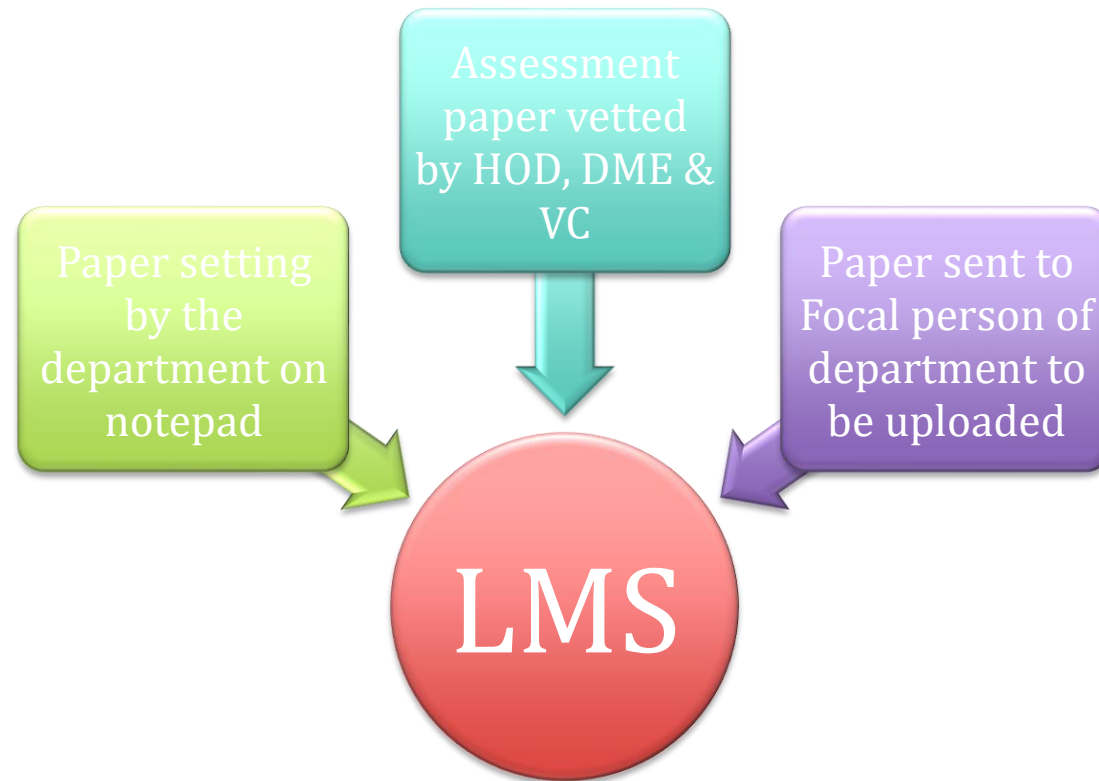 Paper setting
by the
department on
notepad
Assessment
paper vetted
by HOD, DME &
VC
Paper sent to
Focal person of
department to
be uploaded
LMS